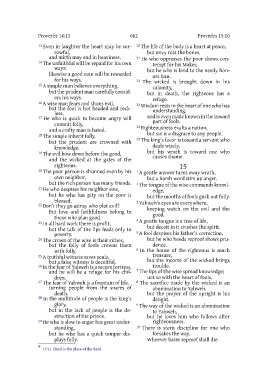 Proverbs 14:13
662
Proverbs 15:10
13 Even in laughter the heart may be sorrowful,
and mirth may end in heaviness.
14 The unfaithful will be repaid for his own ways;
likewise a good man will be rewarded for his ways.
15 A simple man believes everything,
but the prudent man carefully considers his ways.
16 A wise man fears and shuns evil,
but the fool is hot headed and reckless.
17 He who is quick to become angry will commit folly,
and a crafty man is hated.
18 The simple inherit folly,
but the prudent are crowned with knowledge.
19 The evil bow down before the good,
and the wicked at the gates of the righteous.
20 The poor person is shunned even by his own neighbor,
but the rich person has many friends.
21 He who despises his neighbor sins,
but he who has pity on the poor is blessed.
22 Don't they go astray who plot evil?
But love and faithfulness belong to those who plan good.
23 In all hard work there is profit,
but the talk of the lips leads only to poverty.
24 The crown of the wise is their riches,
but the folly of fools crowns them with folly.
25 A truthful witness saves souls,
but a false witness is deceitful.
26 In the fear of Yahweh is a secure fortress,
and he will be a refuge for his children.
27 The fear of Yahweh is a fountain of life,
turning people from the snares of death.
28 In the multitude of people is the king's glory,
but in the lack of people is the destruction of the prince.
29 He who is slow to anger has great understanding,
but he who has a quick temper displays folly.
30 The life of the body is a heart at peace,
but envy rots the bones.
31 He who oppresses the poor shows contempt for his Maker,
but he who is kind to the needy honors him.
32 The wicked is brought down in his calamity,
but in death, the righteous has a refuge.
33 Wisdom rests in the heart of one who has understanding,
and is even made known in the inward part of fools.
34 Righteousness exalts a nation,
but sin is a disgrace to any people.
35 The king's favor is toward a servant who deals wisely,
but his wrath is toward one who causes shame.
15
1 A gentle answer turns away wrath,
but a harsh word stirs up anger.
2 The tongue of the wise commends knowledge,
but the mouths of fools gush out folly.
3 Yahweh's eyes are everywhere,
keeping watch on the evil and the good.
4 A gentle tongue is a tree of life,
but deceit in it crushes the spirit.
5 A fool despises his father's correction,
but he who heeds reproof shows prudence.
6 In the house of the righteous is much treasure,
but the income of the wicked brings trouble.
7 The lips of the wise spread knowledge;
not so with the heart of fools.
8 The sacrifice made by the wicked is an abomination to Yahweh,
but the prayer of the upright is his delight.
9 The way of the wicked is an abomination to Yahweh,
but he loves him who follows after righteousness.
10 There is stern discipline for one who forsakes the way.
Whoever hates reproof shall die.